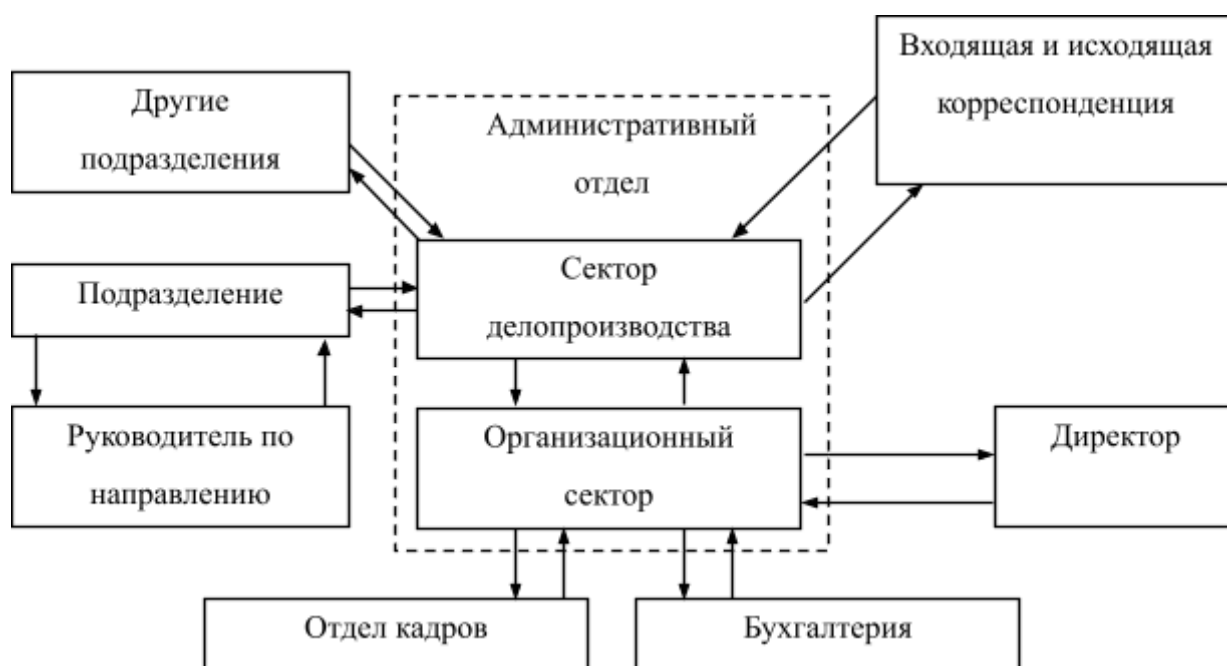 Входящая и исходящая
корреспонденция
Другие
подразделения
Административный
отдел
Сектор
делопроизводства
Подразделение
Руководитель по
направлению
Организационный
сектор
Директор
Отдел кадров
Бухгалтерия